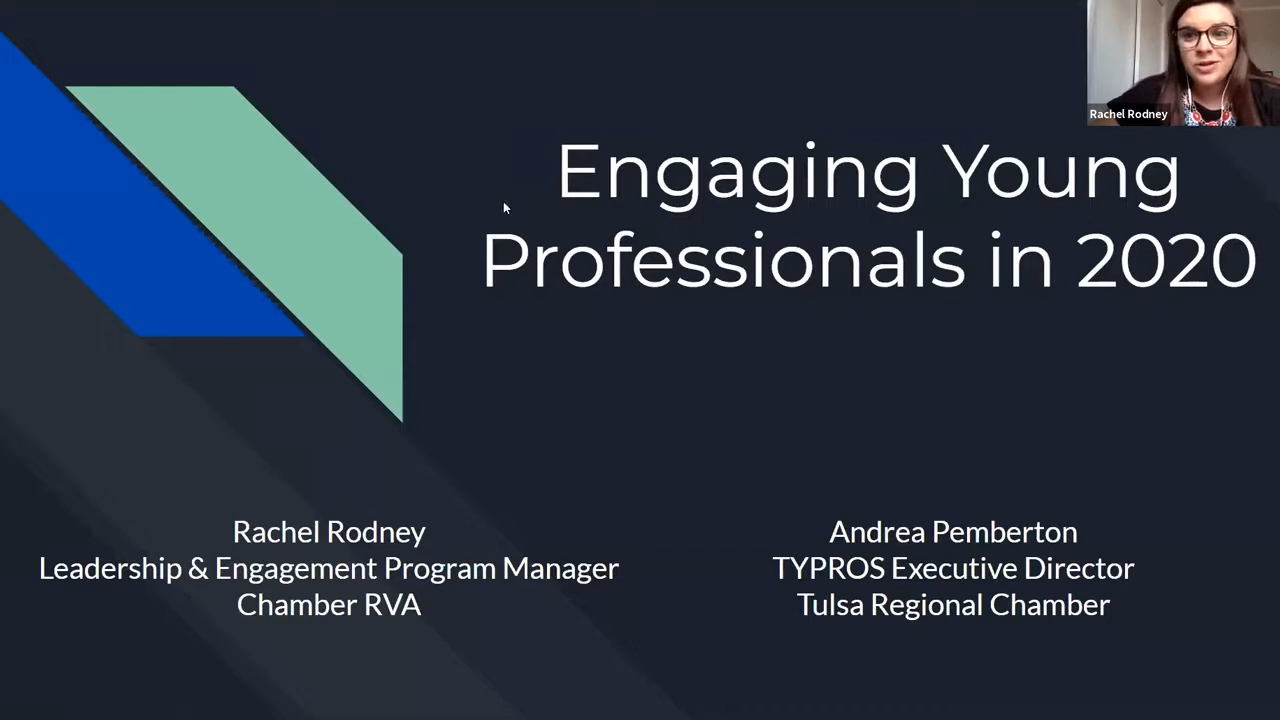 Rachel Rodney
Engaging Young
Professionals in 2020
Rachel Rodney
Leadership & Engagement Program Manager
Chamber RVA
Andrea Pemberton
TYPROS Executive Director
Tulsa Regional Chamber